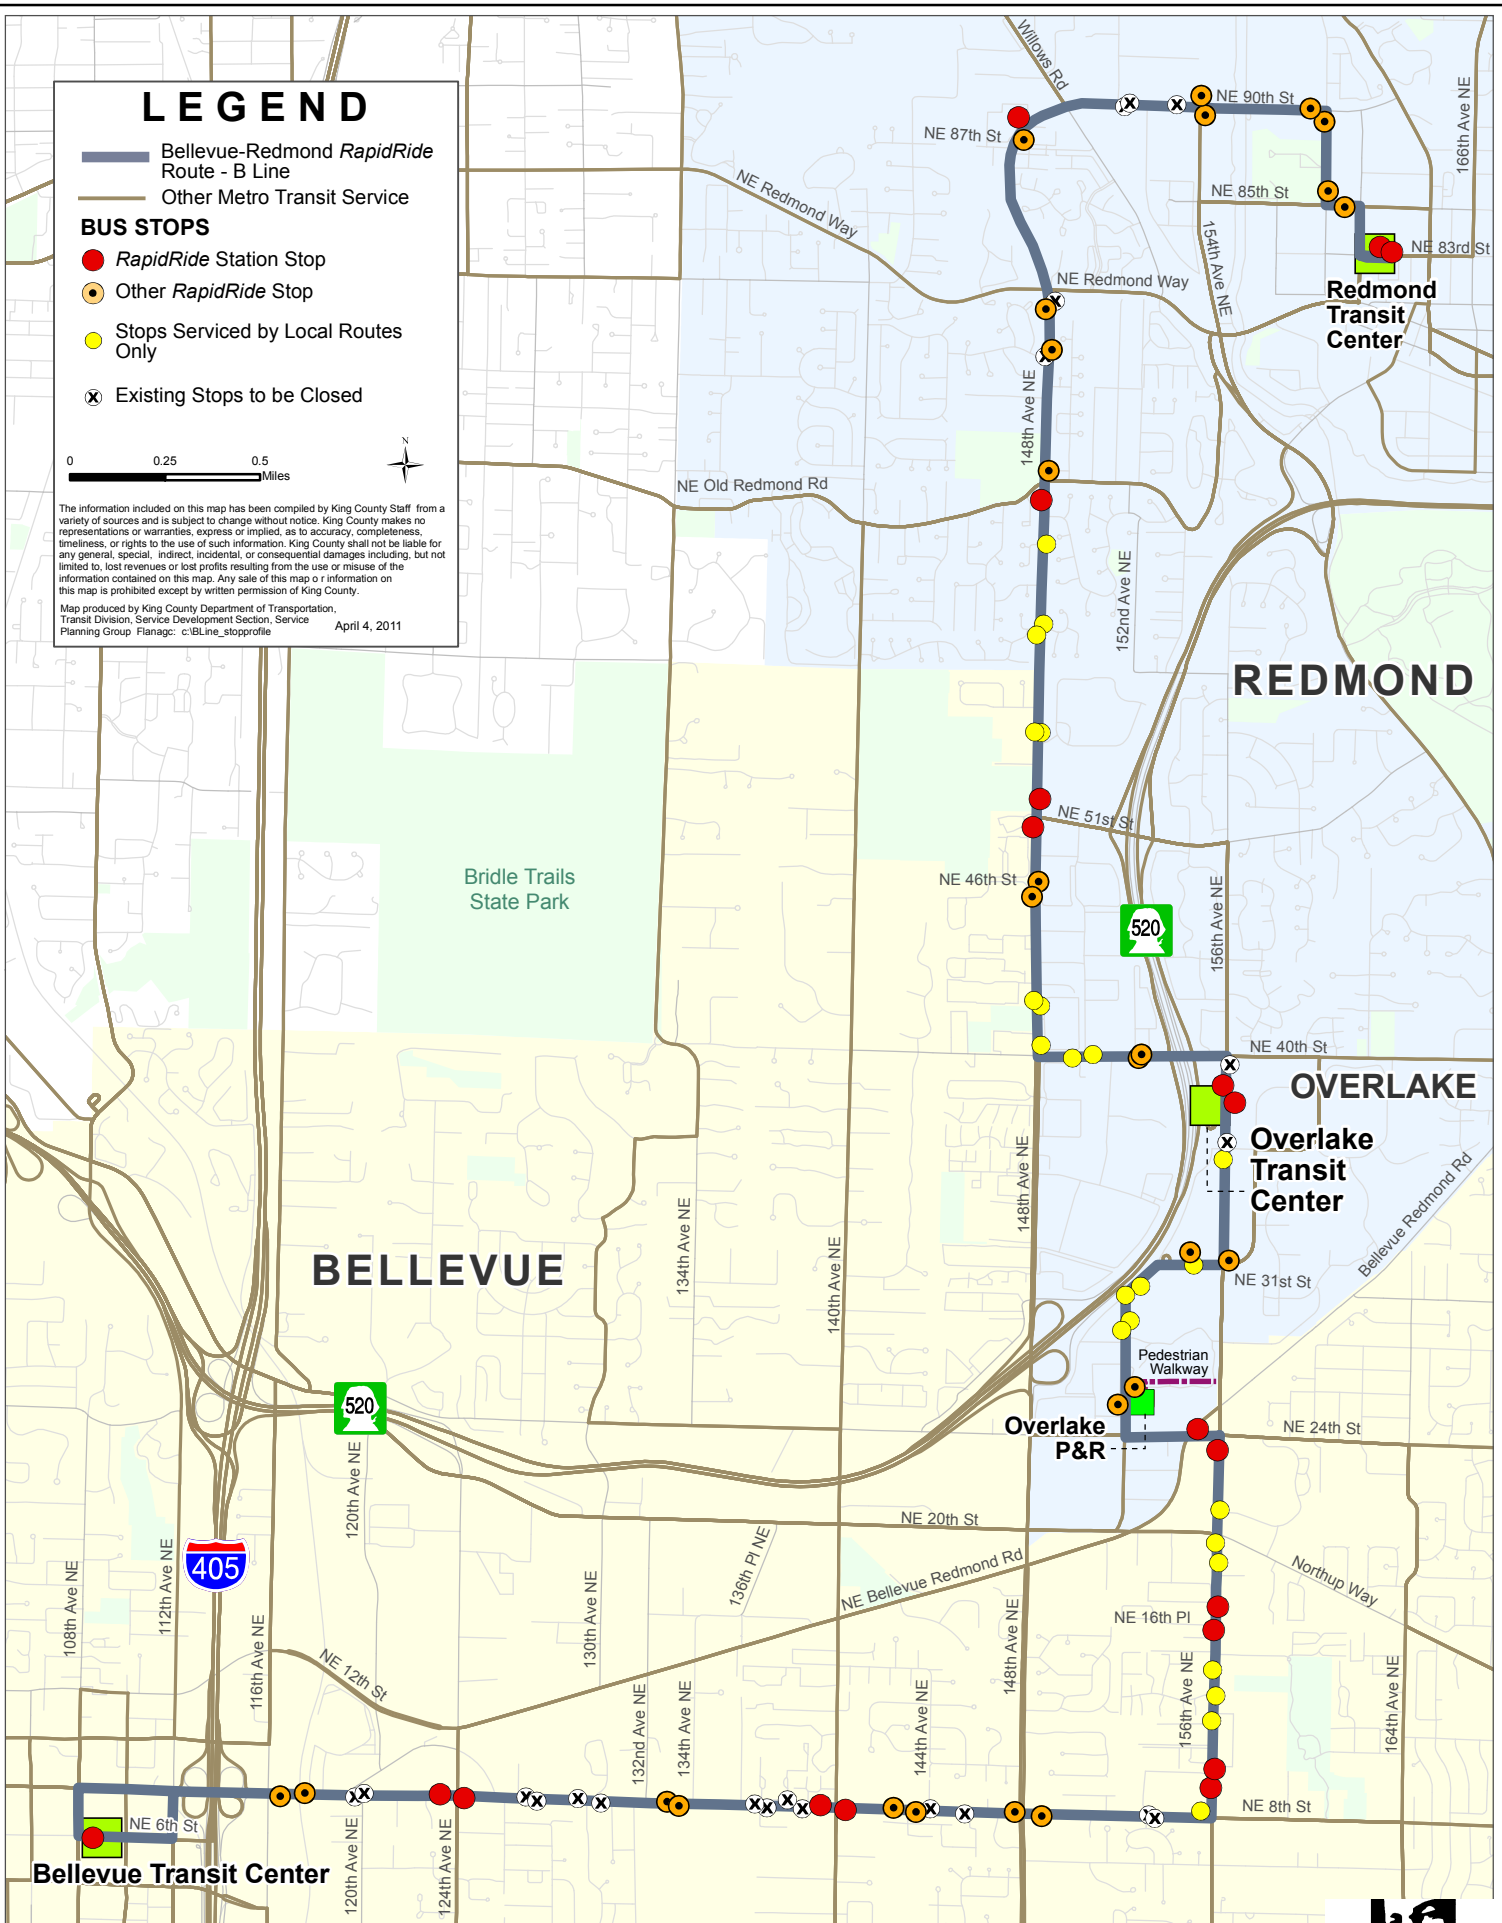 LEGEND
Bellevue-Redmond RapidRide
Route - B Line
Other Metro Transit Service
BUS STOPS
RapidRide Station Stop
Other RapidRide Stop
Stops Serviced by Local Routes
Only
Existing Stops to be Closed
N
0 0.25 0.5
Miles
The information included on this map has been compiled by King County Staff from a
variety of sources and is subject to change without notice. King County makes no
representations or warranties, express or implied, as to accuracy, completeness,
timeliness, or rights to the use of such information. King County shall not be liable for
any general, special, indirect, incidental, or consequential damages including, but not
limited to, lost revenues or lost profits resulting from the use or misuse of the
information contained on this map. Any sale of this map o r information on
this map is prohibited except by written permission of King County.
Map produced by King County Department of Transportation,
Transit Division, Service Development Section, Service
Planning Group Flanagc: c:\BLine_stopprofile
April 4, 2011
Willows Rd
NE 90th St
166th Ave NE
NE 87th St
NE Redmond Way
NE 85th St
154th Ave NE
NE 83rd St
NE Redmond Way
Redmond
Transit
Center
148th Ave NE
NE Old Redmond Rd
152nd Ave NE
REDMOND
NE 51st St
Bridle Trails
State Park
NE 46th St
520
156th Ave NE
NE 40th St
OVERLAKE
Overlake
Transit
Center
148th Ave NE
Bellevue Redmond Rd
134th Ave NE
140th Ave NE
BELLEVUE
NE 31st St
Pedestrian
Walkway
520
Overlake
P&R
NE 24th St
120th Ave NE
NE 20th St
136th Pl NE
NE Bellevue Redmond Rd
Northup Way
405
108th Ave NE
112th Ave NE
116th Ave NE
130th Ave NE
148th Ave NE
NE 16th Pl
NE 12th St
132nd Ave NE
134th Ave NE
144th Ave NE
156th Ave NE
164th Ave NE
NE 8th St
NE 6th St
Bellevue Transit Center
120th Ave NE
124th Ave NE